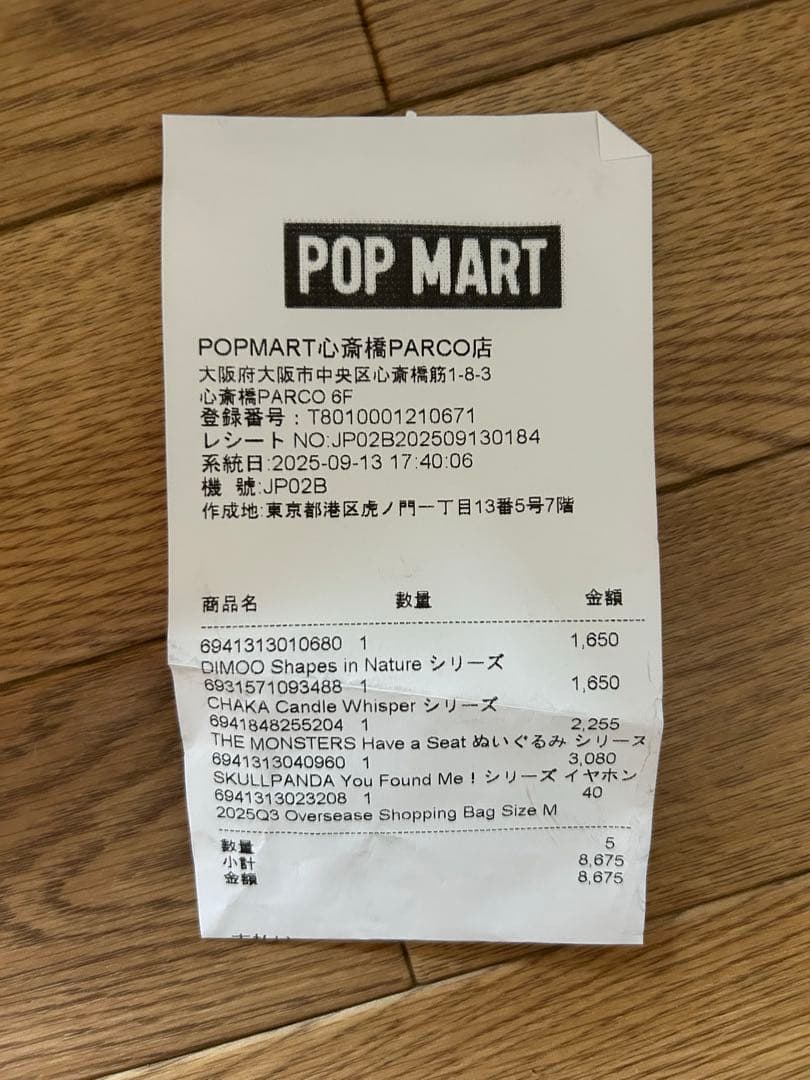 POP MART
POPMART心斎橋PARCO店
大阪府大阪市中央区心斎橋筋1-8-3
心斎橋PARCO 6F
登録番号：T8010001210671
レシート NO:JP02B202509130184
系統日:2025-09-13 17:40:06
機 號:JP02B
作成地:東京都港区虎ノ門一丁目13番5号7階
商品名 數量 金額
6941313010680 1 1,650
DIMOO Shapes in Nature シリーズ
6931571093488 1 1,650
CHAKA Candle Whisper シリーズ
6941848255204 1 2,255
THE MONSTERS Have a Seat ぬいぐるみ シリース
6941313040960 1 3,080
SKULLPANDA You Found Me！シリーズ イヤホン
6941313023208 1 40
2025Q3 Oversease Shopping Bag Size M
數量 5
小計 8,675
金額 8,675